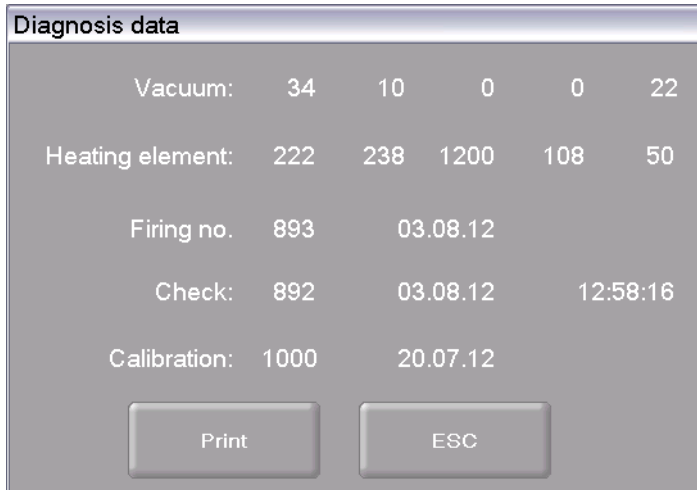 Diagnosis data
Vacuum: 34 10 0 0 22
Heating element: 222 238 1200 108 50
Firing no. 893 03.08.12
Check: 892 03.08.12 12:58:16
Calibration: 1000 20.07.12
Print ESC